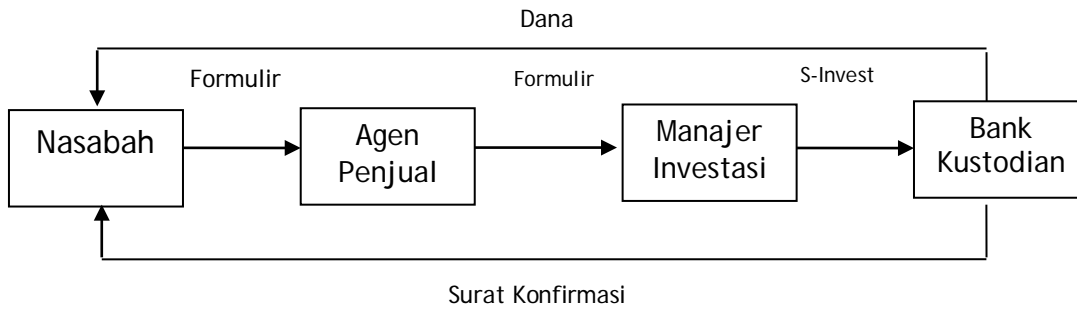 Dana
Formulir
Formulir
S-Invest
Nasabah
Agen
Penjual
Manajer
Investasi
Bank
Kustodian
Surat Konfirmasi